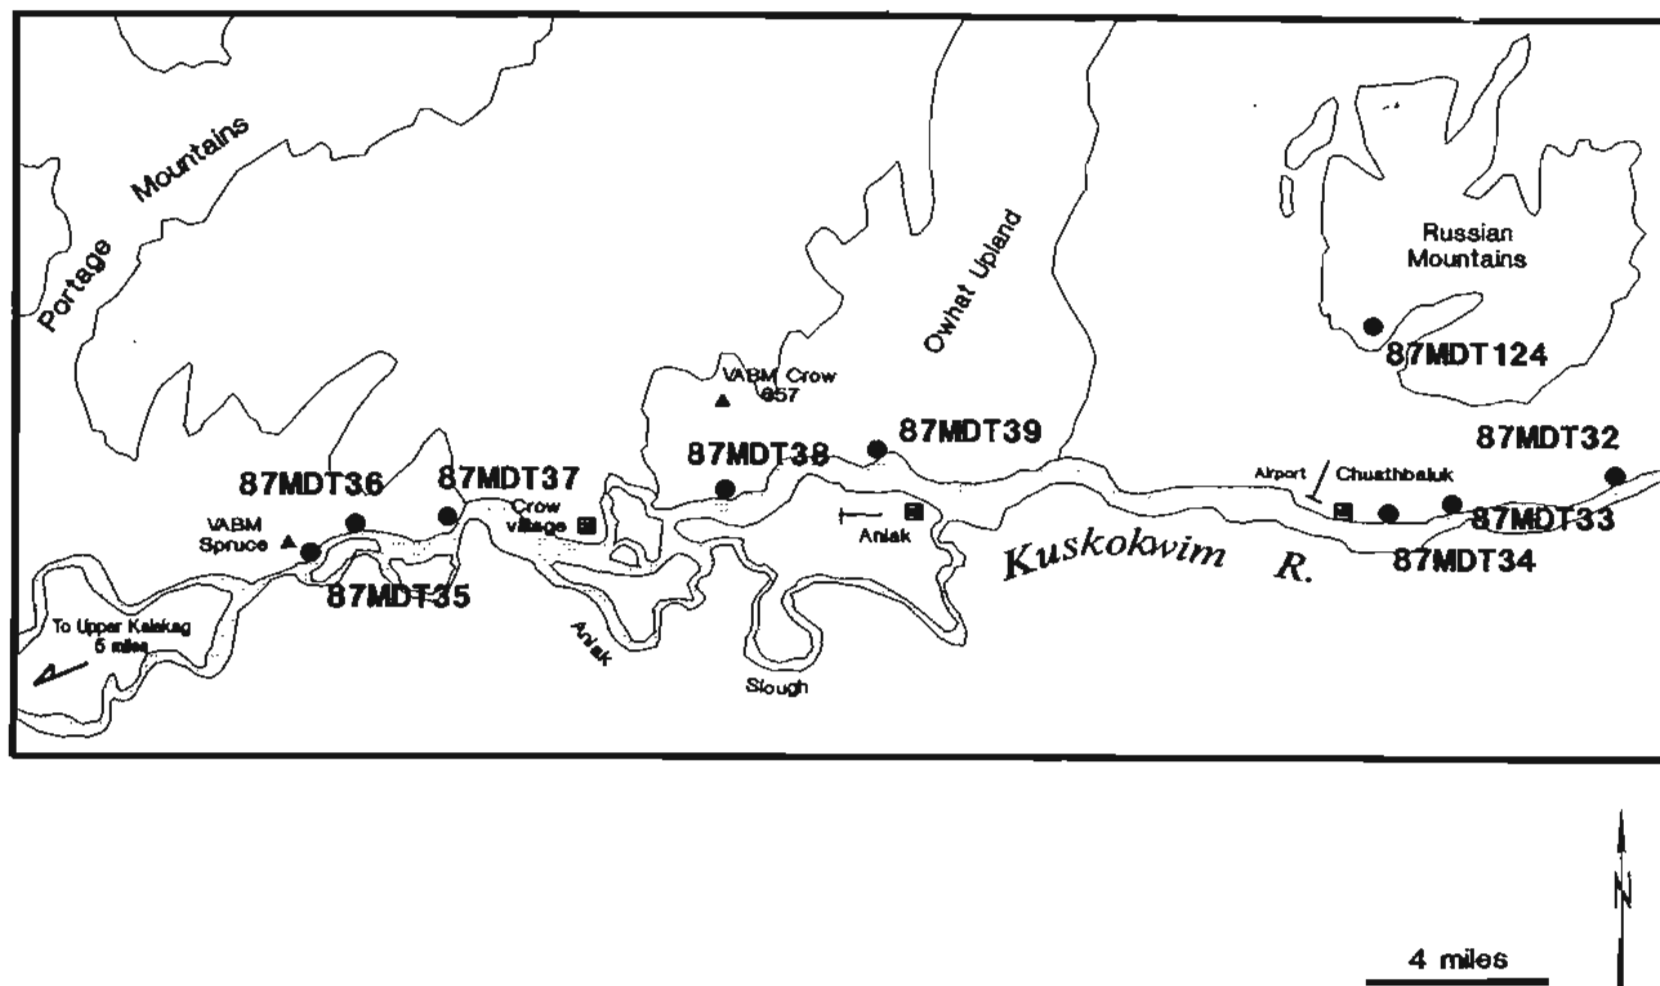 Portage Mountains
Owhat Upland
Russian
Mountains
87MDT124
VABM Crow
957
87MDT39
87MDT38
87MDT32
87MDT36
87MDT37
Airport
Chuathbaluk
Crow
village
VABM
Spruce
Aniak
87MDT33
87MDT34
Kuskokwim R.
87MDT35
To Upper Kalskag
5 miles
Aniak
Slough
N
4 miles